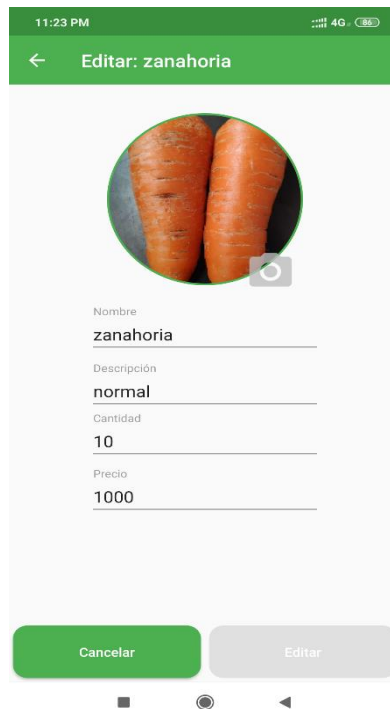 11:23 PM 4G 86
Editar: zanahoria
Nombre
zanahoria
Descripción
normal
Cantidad
10
Precio
1000
Cancelar Editar